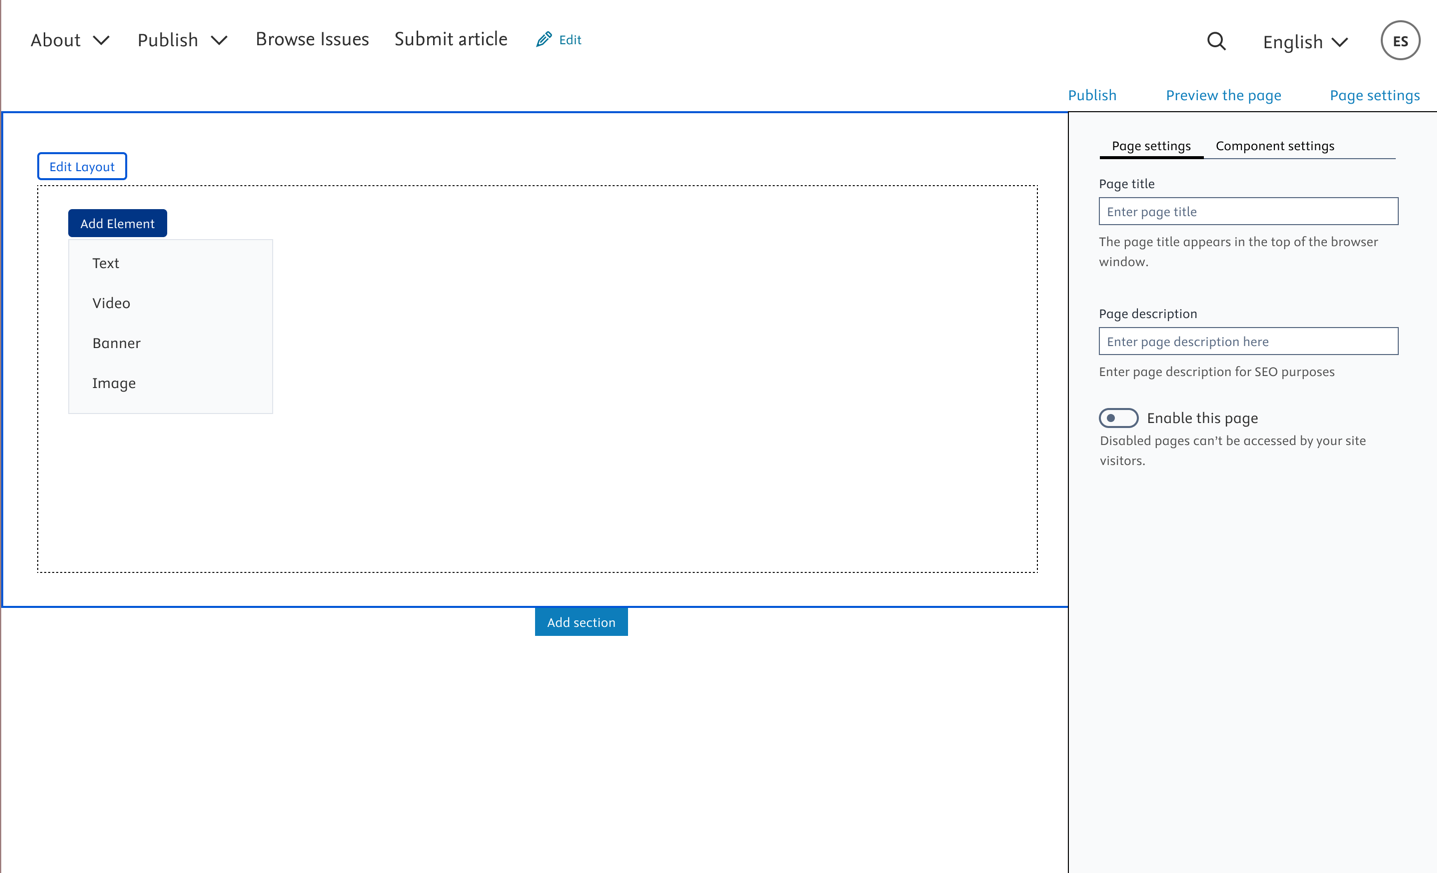 About
Publish
Browse Issues
Submit article
Edit
English
ES
Publish
Preview the page
Page settings
Edit Layout
Add Element
Text
Video
Banner
Image
Add section
Page settings
Component settings
Page title
Enter page title
The page title appears in the top of the browser
window.
Page description
Enter page description here
Enter page description for SEO purposes
Enable this page
Disabled pages can't be accessed by your site
visitors.